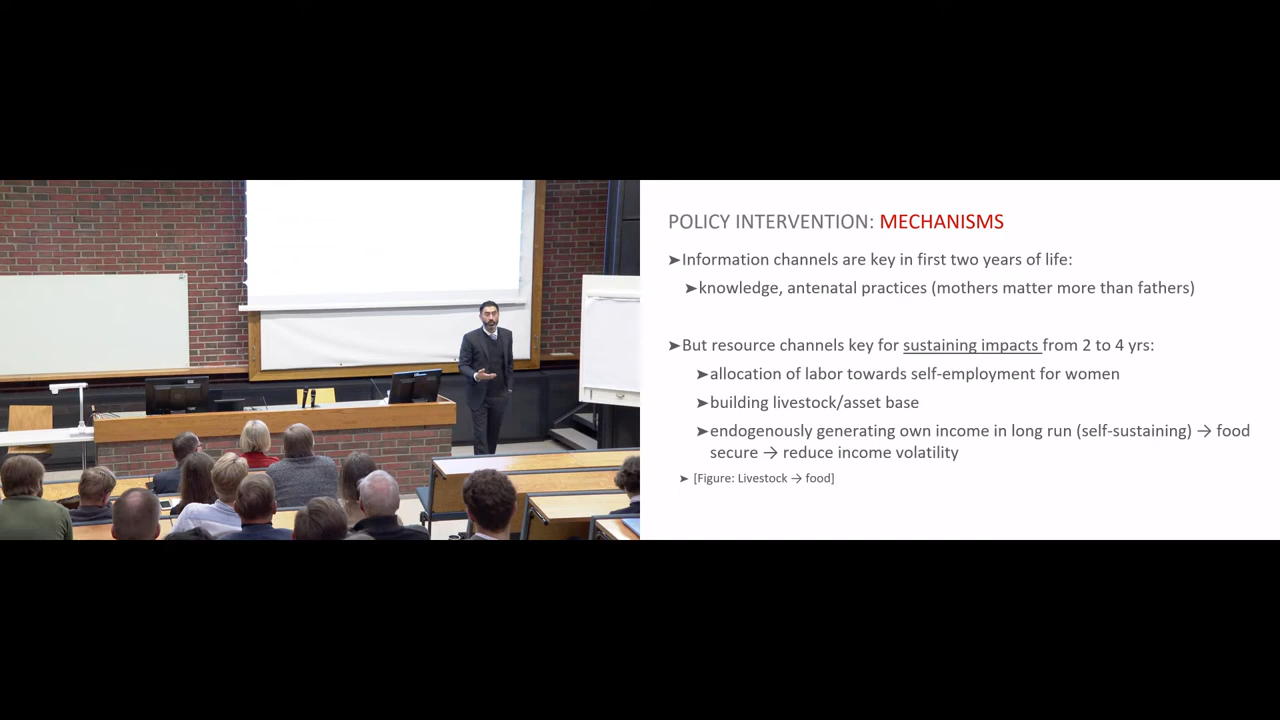 POLICY INTERVENTION: MECHANISMS
➤Information channels are key in first two years of life:
➤knowledge, antenatal practices (mothers matter more than fathers)
➤But resource channels key for sustaining impacts from 2 to 4 yrs:
➤allocation of labor towards self-employment for women
➤building livestock/asset base
➤endogenously generating own income in long run (self-sustaining) → food
secure → reduce income volatility
➤ [Figure: Livestock → food]